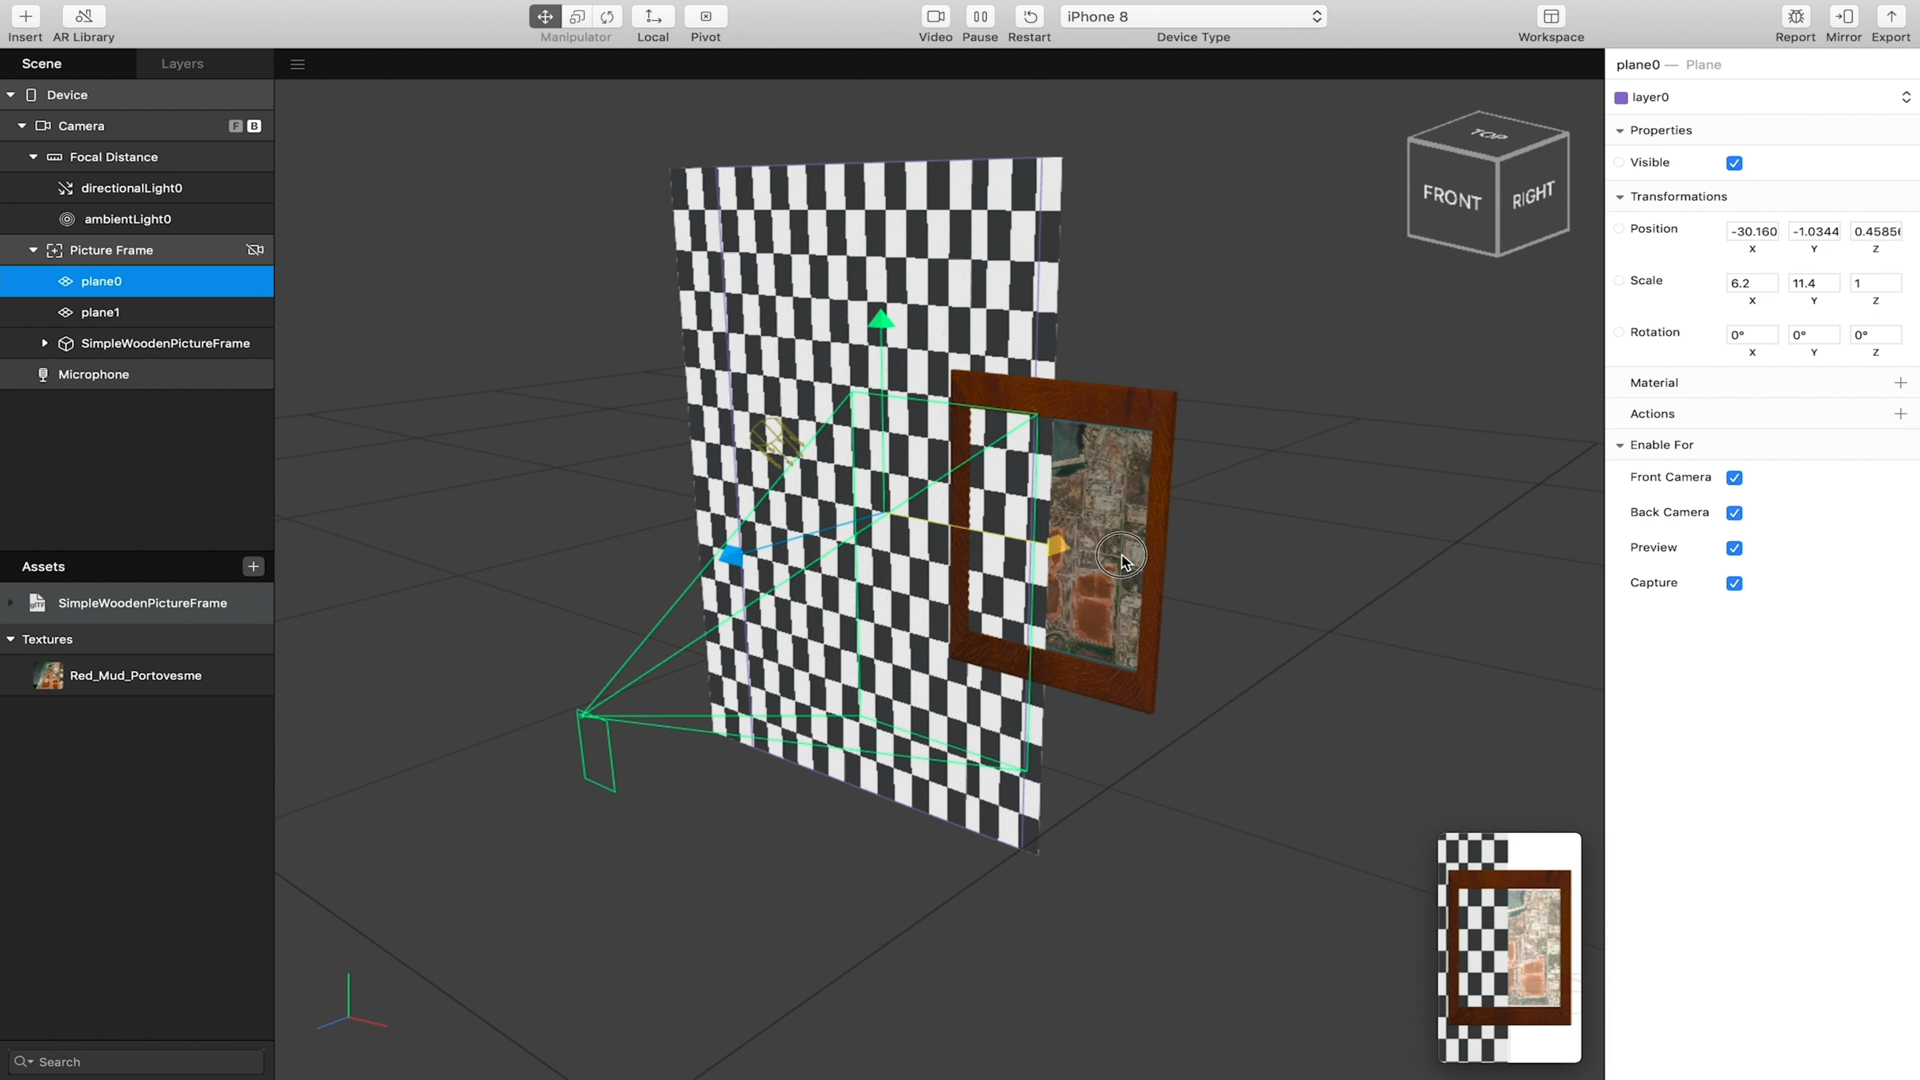 Insert
AR Library
Manipulator
Local
Pivot
Video
Pause
Restart
iPhone 8
Device Type
Workspace
Report
Mirror
Export
Scene
Layers
Device
Camera
F B
Focal Distance
directionalLight0
ambientLight0
Picture Frame
plane0
plane1
SimpleWoodenPictureFrame
Microphone
Assets
glTF
SimpleWoodenPictureFrame
Textures
Red_Mud_Portovesme
Search
TOP
FRONT
RIGHT
plane0 — Plane
layer0
Properties
Visible
Transformations
Position -30.160 -1.0344 0.4585
X Y Z
Scale 6.2 11.4 1
X Y Z
Rotation 0° 0° 0°
X Y Z
Material
Actions
Enable For
Front Camera
Back Camera
Preview
Capture